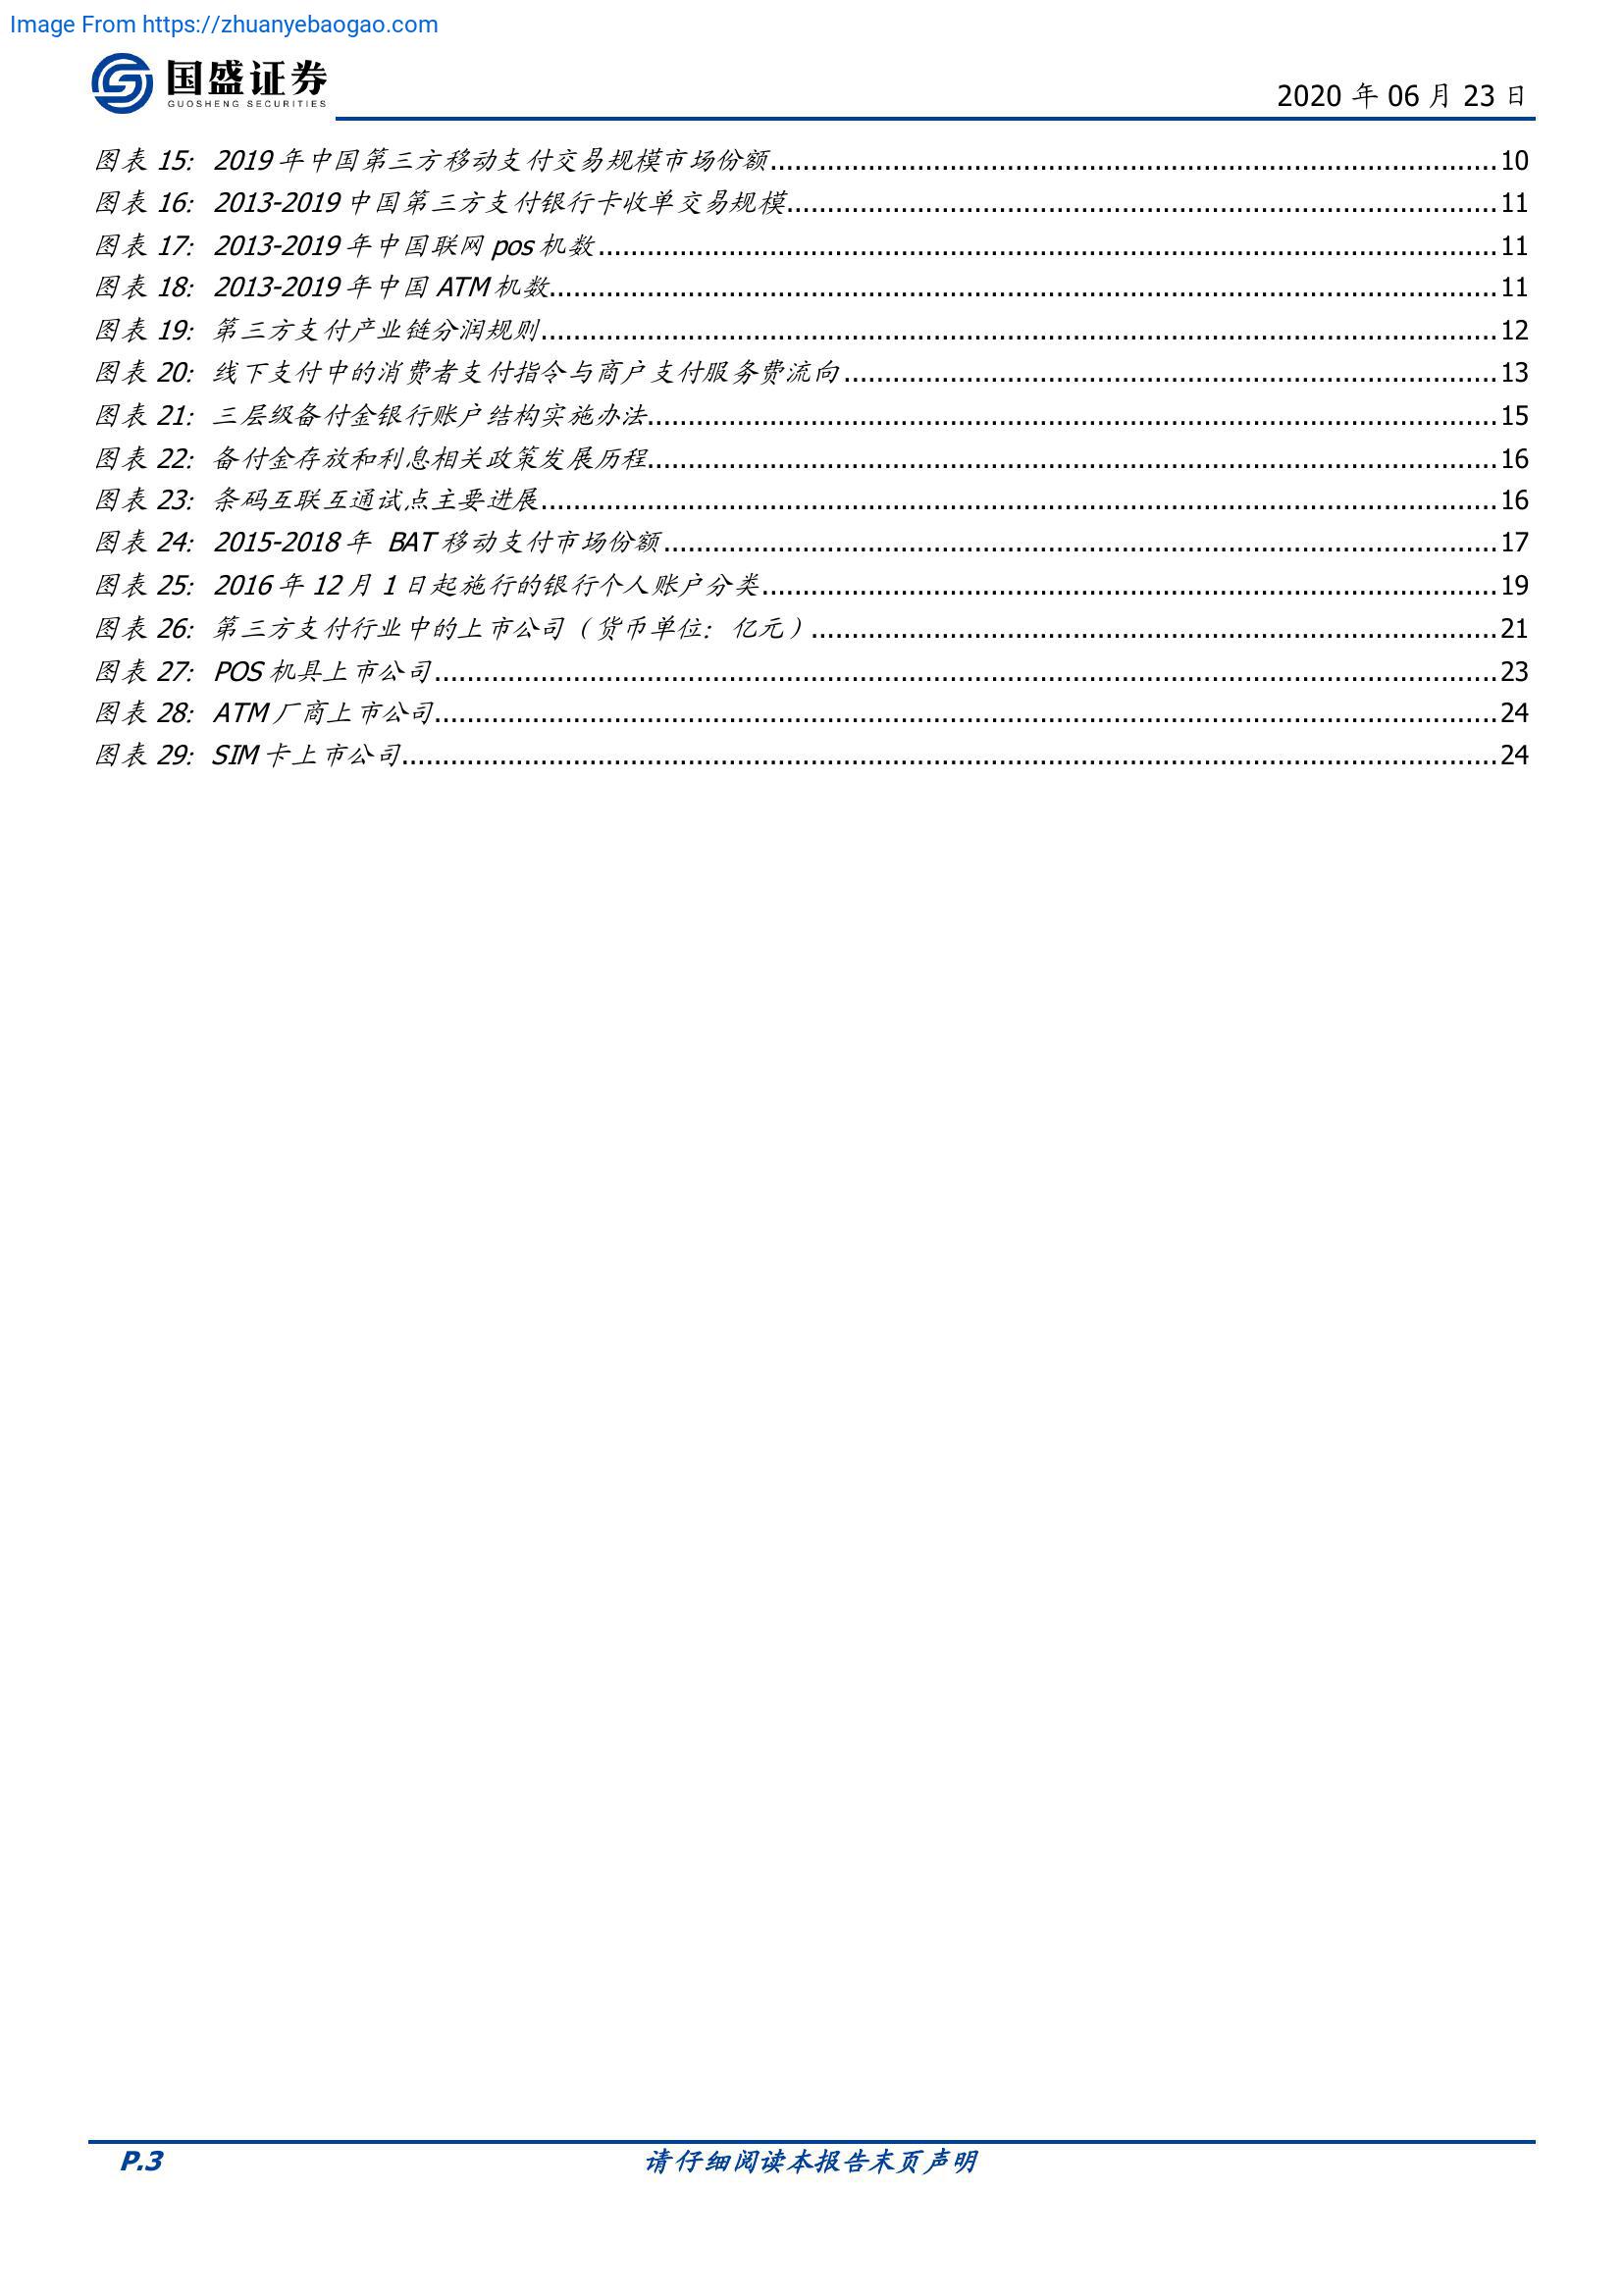 Image From https://zhuanyebaogao.com
国盛证券
GUOSHENG SECURITIES
2020 年 06 月 23 日
图表 15: 2019 年中国第三方移动支付交易规模市场份额 10
图表 16: 2013-2019 中国第三方支付银行卡收单交易规模 11
图表 17: 2013-2019 年中国联网 pos 机数 11
图表 18: 2013-2019 年中国 ATM 机数 11
图表 19: 第三方支付产业链分润规则 12
图表 20: 线下支付中的消费者支付指令与商户支付服务费流向 13
图表 21: 三层级备付金银行账户结构实施办法 15
图表 22: 备付金存放和利息相关政策发展历程 16
图表 23: 条码互联互通试点主要进展 16
图表 24: 2015-2018 年 BAT 移动支付市场份额 17
图表 25: 2016 年 12 月 1 日起施行的银行个人账户分类 19
图表 26: 第三方支付行业中的上市公司（货币单位：亿元） 21
图表 27: POS 机具上市公司 23
图表 28: ATM 厂商上市公司 24
图表 29: SIM 卡上市公司 24
P.3
请仔细阅读本报告末页声明